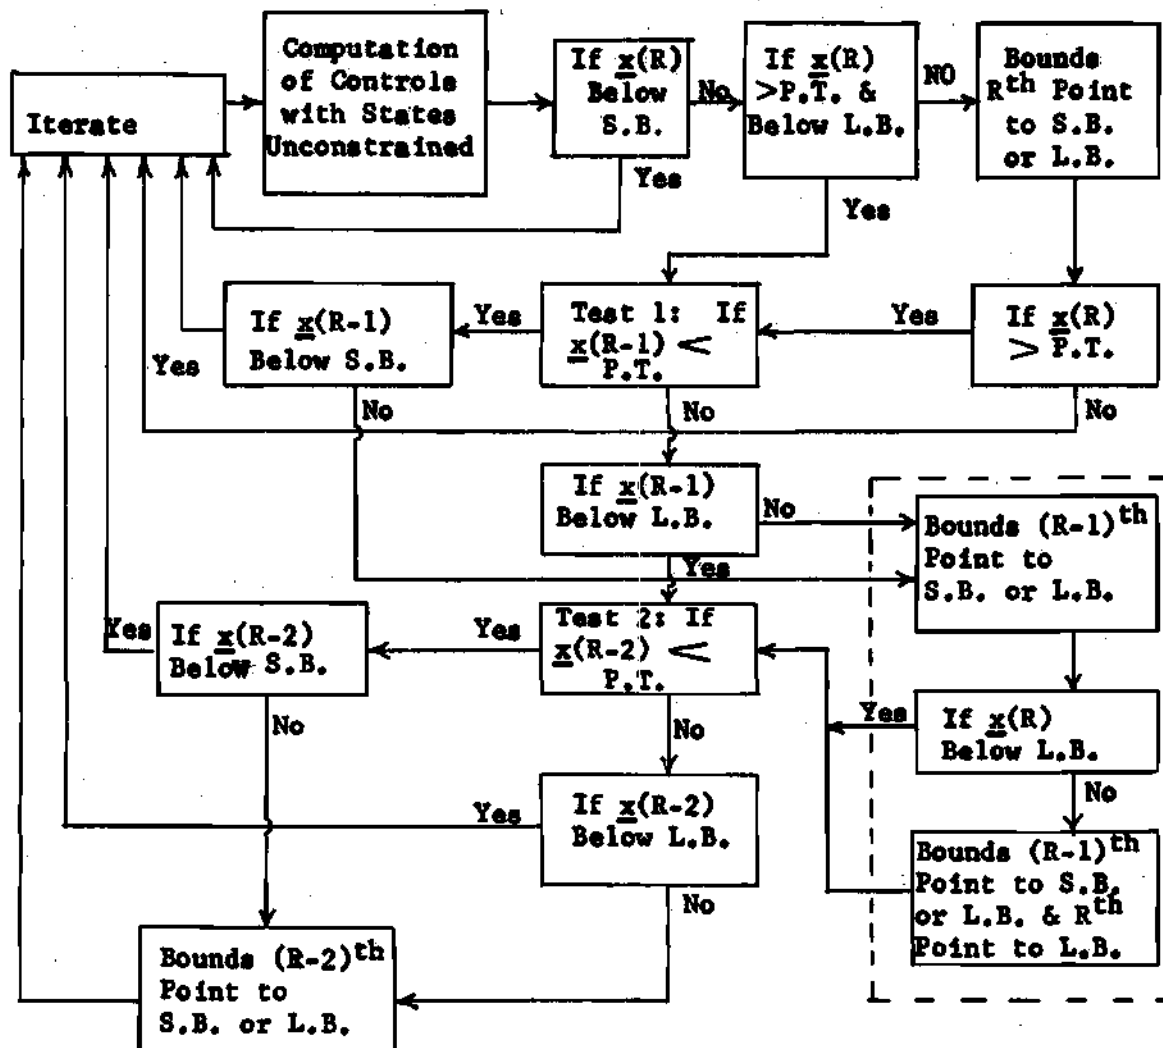 Iterate
Computation
of Controls
with States
Unconstrained
If x(R)
Below
S.B.
No
Yes
If x(R)
>P.T. &
Below L.B.
NO
Yes
Bounds
Rth Point
to S.B.
or L.B.
If x(R-1)
Below S.B.
Yes
No
Yes
Test 1: If
x(R-1) <
P.T.
No
Yes
If x(R)
> P.T.
No
If x(R-1)
Below L.B.
No
Yes
Bounds (R-1)th
Point to
S.B. or L.B.
Yes
If x(R-2)
Below S.B.
No
Yes
Test 2: If
x(R-2) <
P.T.
No
Yes
If x(R)
Below L.B.
No
Yes
If x(R-2)
Below L.B.
No
Bounds (R-1)th
Point to S.B.
or L.B. & Rth
Point to L.B.
Bounds (R-2)th
Point to
S.B. or L.B.